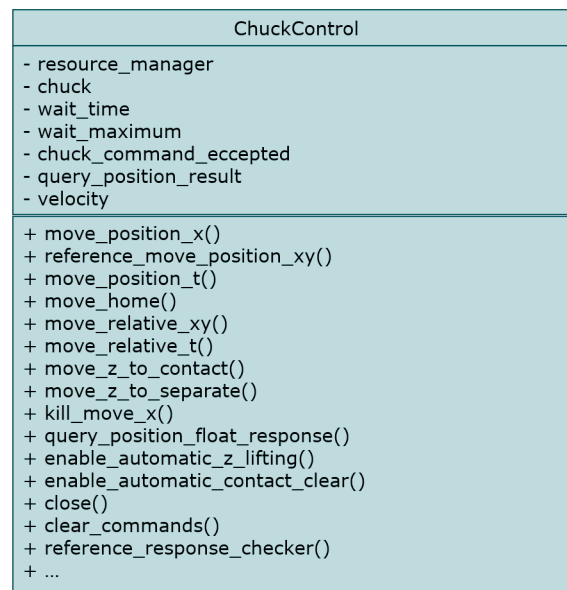 ChuckControl
- resource_manager
- chuck
- wait_time
- wait_maximum
- chuck_command_eccepted
- query_position_result
- velocity
+ move_position_x()
+ reference_move_position_xy()
+ move_position_t()
+ move_home()
+ move_relative_xy()
+ move_relative_t()
+ move_z_to_contact()
+ move_z_to_separate()
+ kill_move_x()
+ query_position_float_response()
+ enable_automatic_z_lifting()
+ enable_automatic_contact_clear()
+ close()
+ clear_commands()
+ reference_response_checker()
+ ...